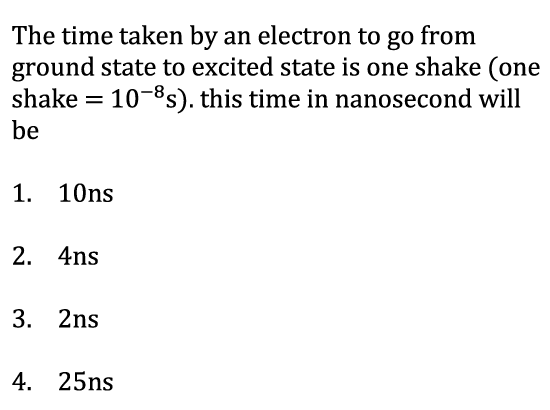 The time taken by an electron to go from
ground state to excited state is one shake (one
shake = 10⁻⁸s). this time in nanosecond will
be
1. 10ns
2. 4ns
3. 2ns
4. 25ns